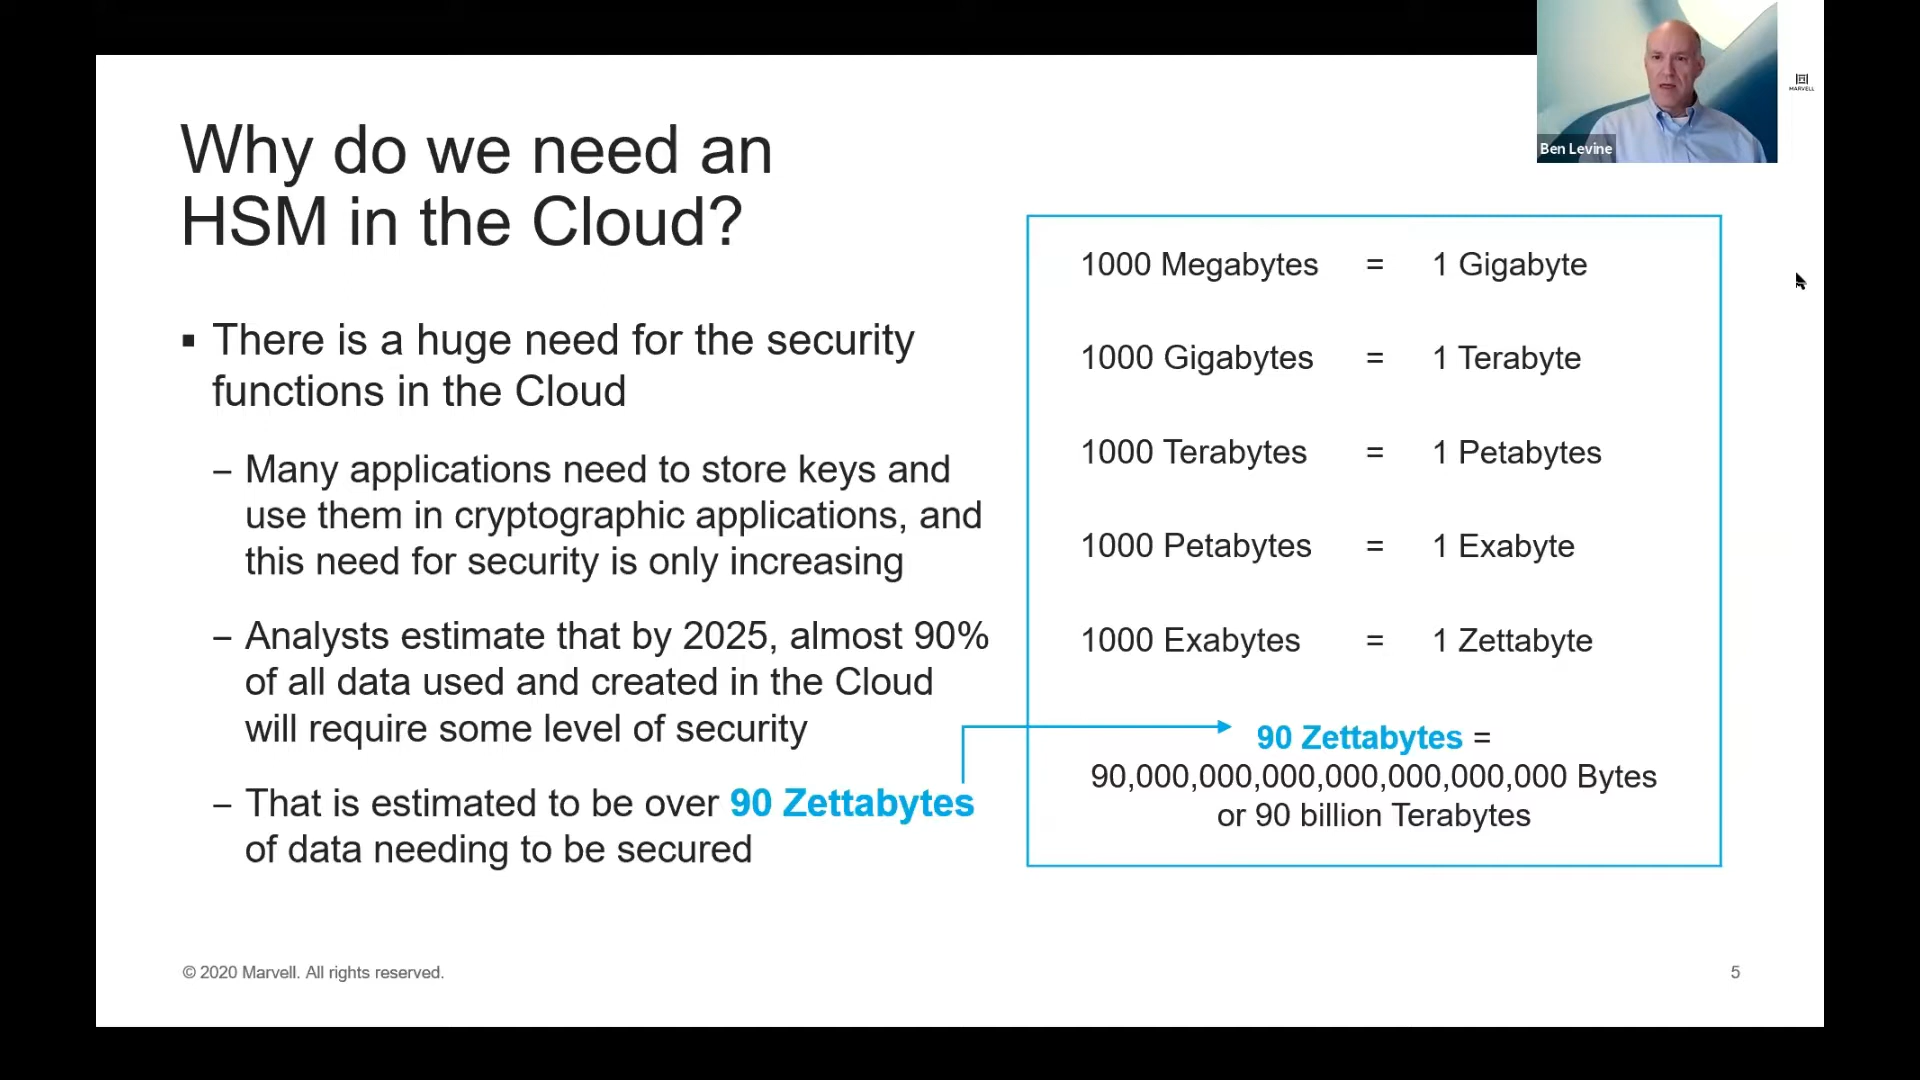 Ben Levine
MARVELL
Why do we need an
HSM in the Cloud?
▪ There is a huge need for the security
functions in the Cloud
– Many applications need to store keys and
use them in cryptographic applications, and
this need for security is only increasing
– Analysts estimate that by 2025, almost 90%
of all data used and created in the Cloud
will require some level of security
– That is estimated to be over 90 Zettabytes
of data needing to be secured
1000 Megabytes = 1 Gigabyte
1000 Gigabytes = 1 Terabyte
1000 Terabytes = 1 Petabytes
1000 Petabytes = 1 Exabyte
1000 Exabytes = 1 Zettabyte
90 Zettabytes =
90,000,000,000,000,000,000,000 Bytes
or 90 billion Terabytes
© 2020 Marvell. All rights reserved.
5